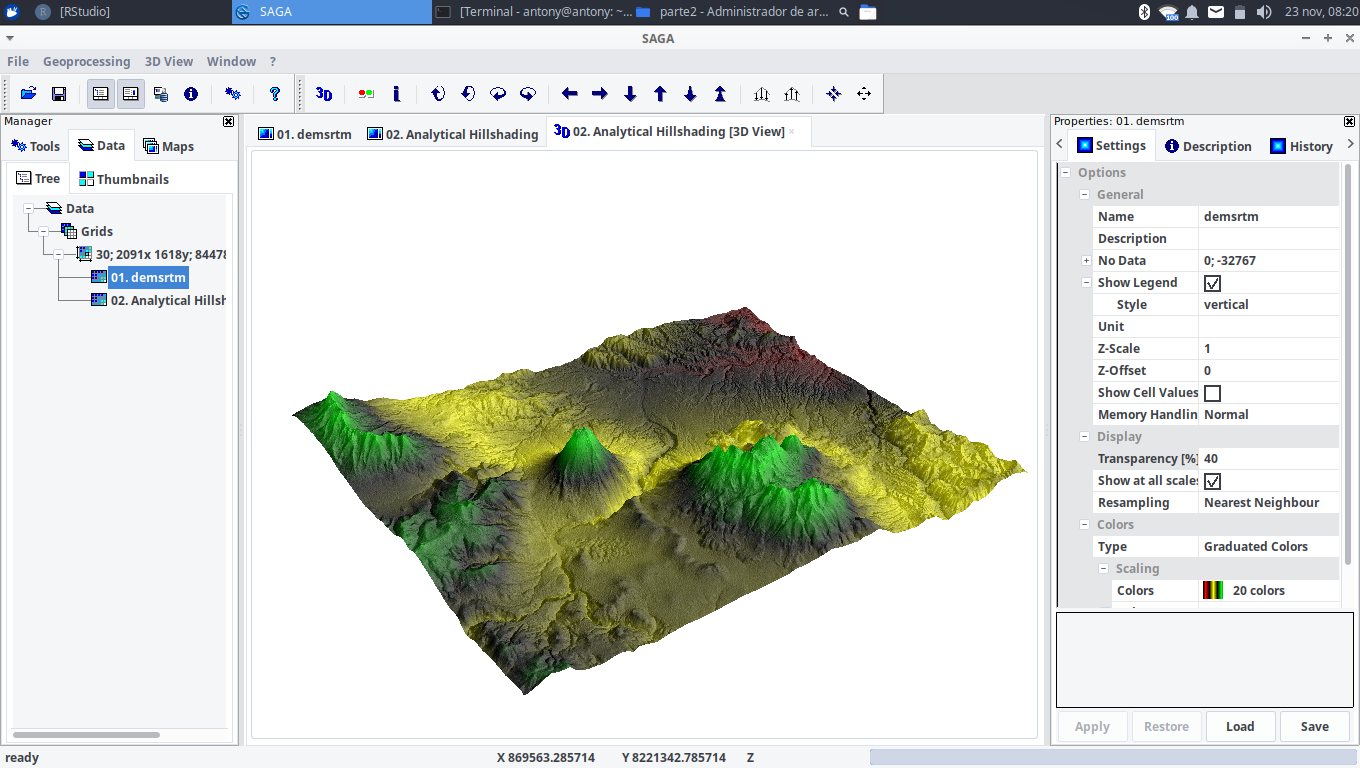 [RStudio]
SAGA
[Terminal - antony@antony: ~...
parte2 - Administrador de ar...
100
23 nov, 08:20
SAGA
File
Geoprocessing
3D View
Window
?
3D
Manager
Tools
Data
Maps
Tree
Thumbnails
Data
Grids
30; 2091x 1618y; 84478
01. demsrtm
02. Analytical Hillsh
01. demsrtm
02. Analytical Hillshading
3D 02. Analytical Hillshading [3D View]
Properties: 01. demsrtm
Settings
Description
History
Options
General
Name demsrtm
Description
No Data 0; -32767
Show Legend
Style vertical
Unit
Z-Scale 1
Z-Offset 0
Show Cell Values
Memory Handlin Normal
Display
Transparency [%] 40
Show at all scales
Resampling Nearest Neighbour
Colors
Type Graduated Colors
Scaling
Colors 20 colors
Apply
Restore
Load
Save
ready
X 869563.285714
Y 8221342.785714
Z